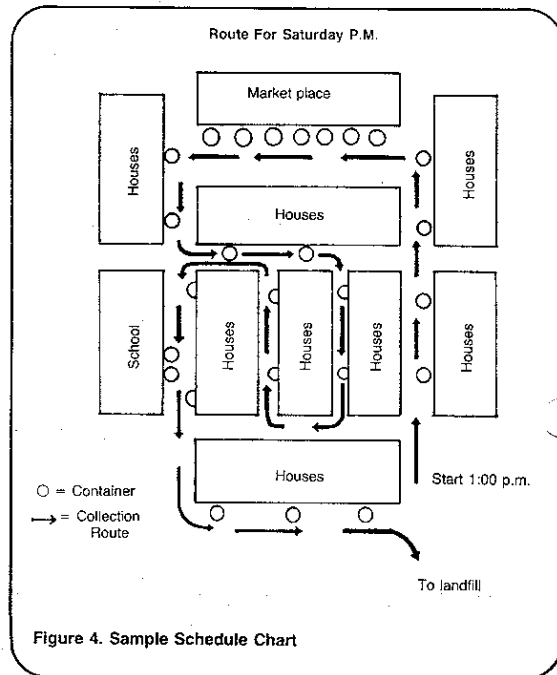 Route For Saturday P.M.
Market place
Houses
Houses
Houses
School
Houses
Houses
Houses
Houses
Houses
Start 1:00 p.m.
= Container
= Collection
Route
To landfill
Figure 4. Sample Schedule Chart